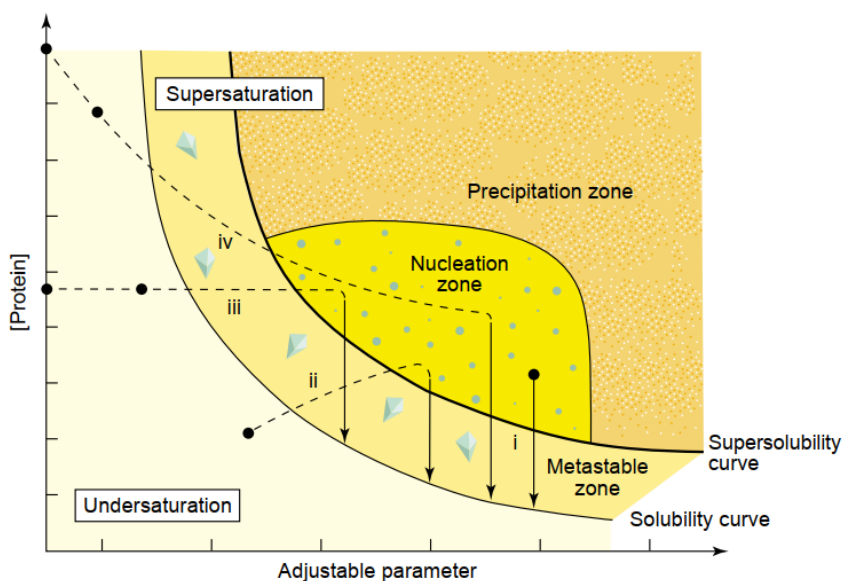 Supersaturation
Precipitation zone
iv
Nucleation
zone
[Protein]
iii
ii
i
Supersolubility
curve
Metastable
zone
Undersaturation
Solubility curve
Adjustable parameter